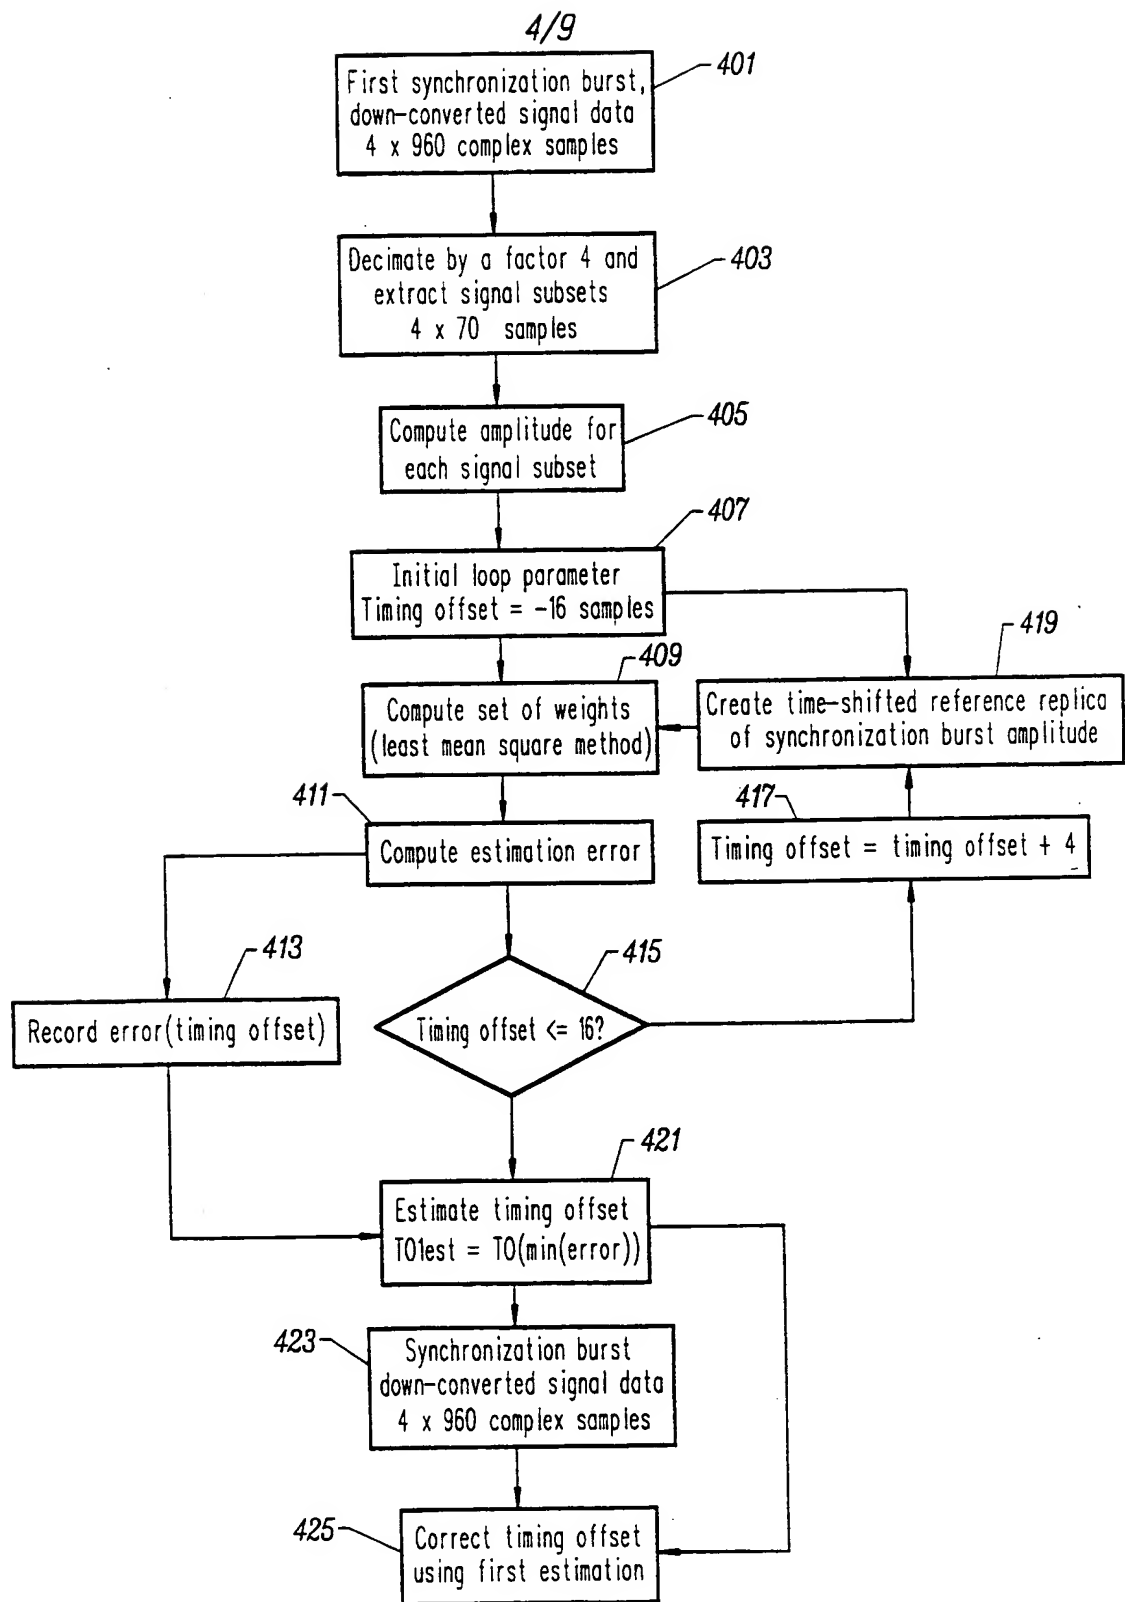 4/9
First synchronization burst,
down-converted signal data
4 x 960 complex samples
401
Decimate by a factor 4 and
extract signal subsets
4 x 70 samples
403
Compute amplitude for
each signal subset
405
Initial loop parameter
Timing offset = -16 samples
407
Compute set of weights
(least mean square method)
409
Create time-shifted reference replica
of synchronization burst amplitude
419
Compute estimation error
411
Timing offset = timing offset + 4
417
Record error(timing offset)
413
Timing offset <= 16?
415
Estimate timing offset
TO1est = TO(min(error))
421
Synchronization burst
down-converted signal data
4 x 960 complex samples
423
Correct timing offset
using first estimation
425